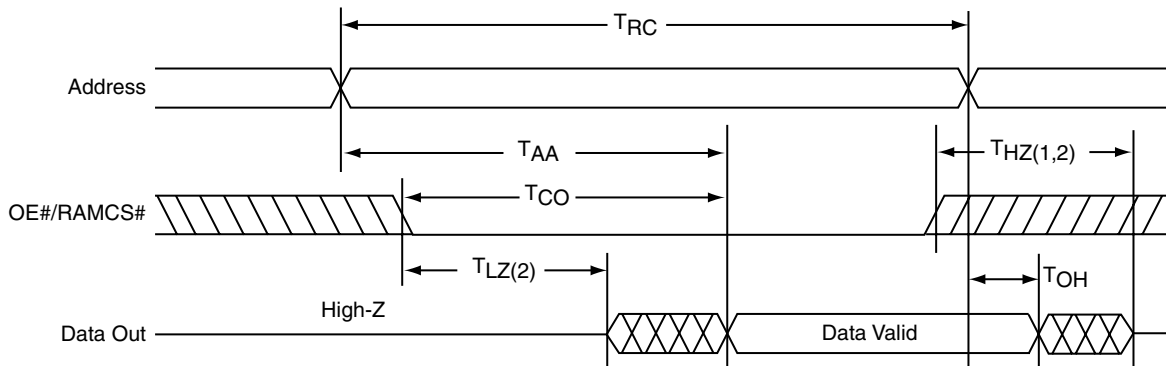 TRC
Address
TAA
THZ(1,2)
TCO
OE#/RAMCS#
TLZ(2)
TOH
High-Z
Data Out
Data Valid